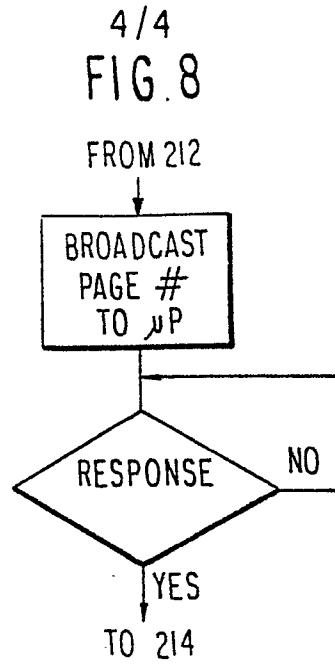 4/4
FIG. 8
FROM 212
BROADCAST
PAGE #
TO μP
RESPONSE
NO
YES
TO 214